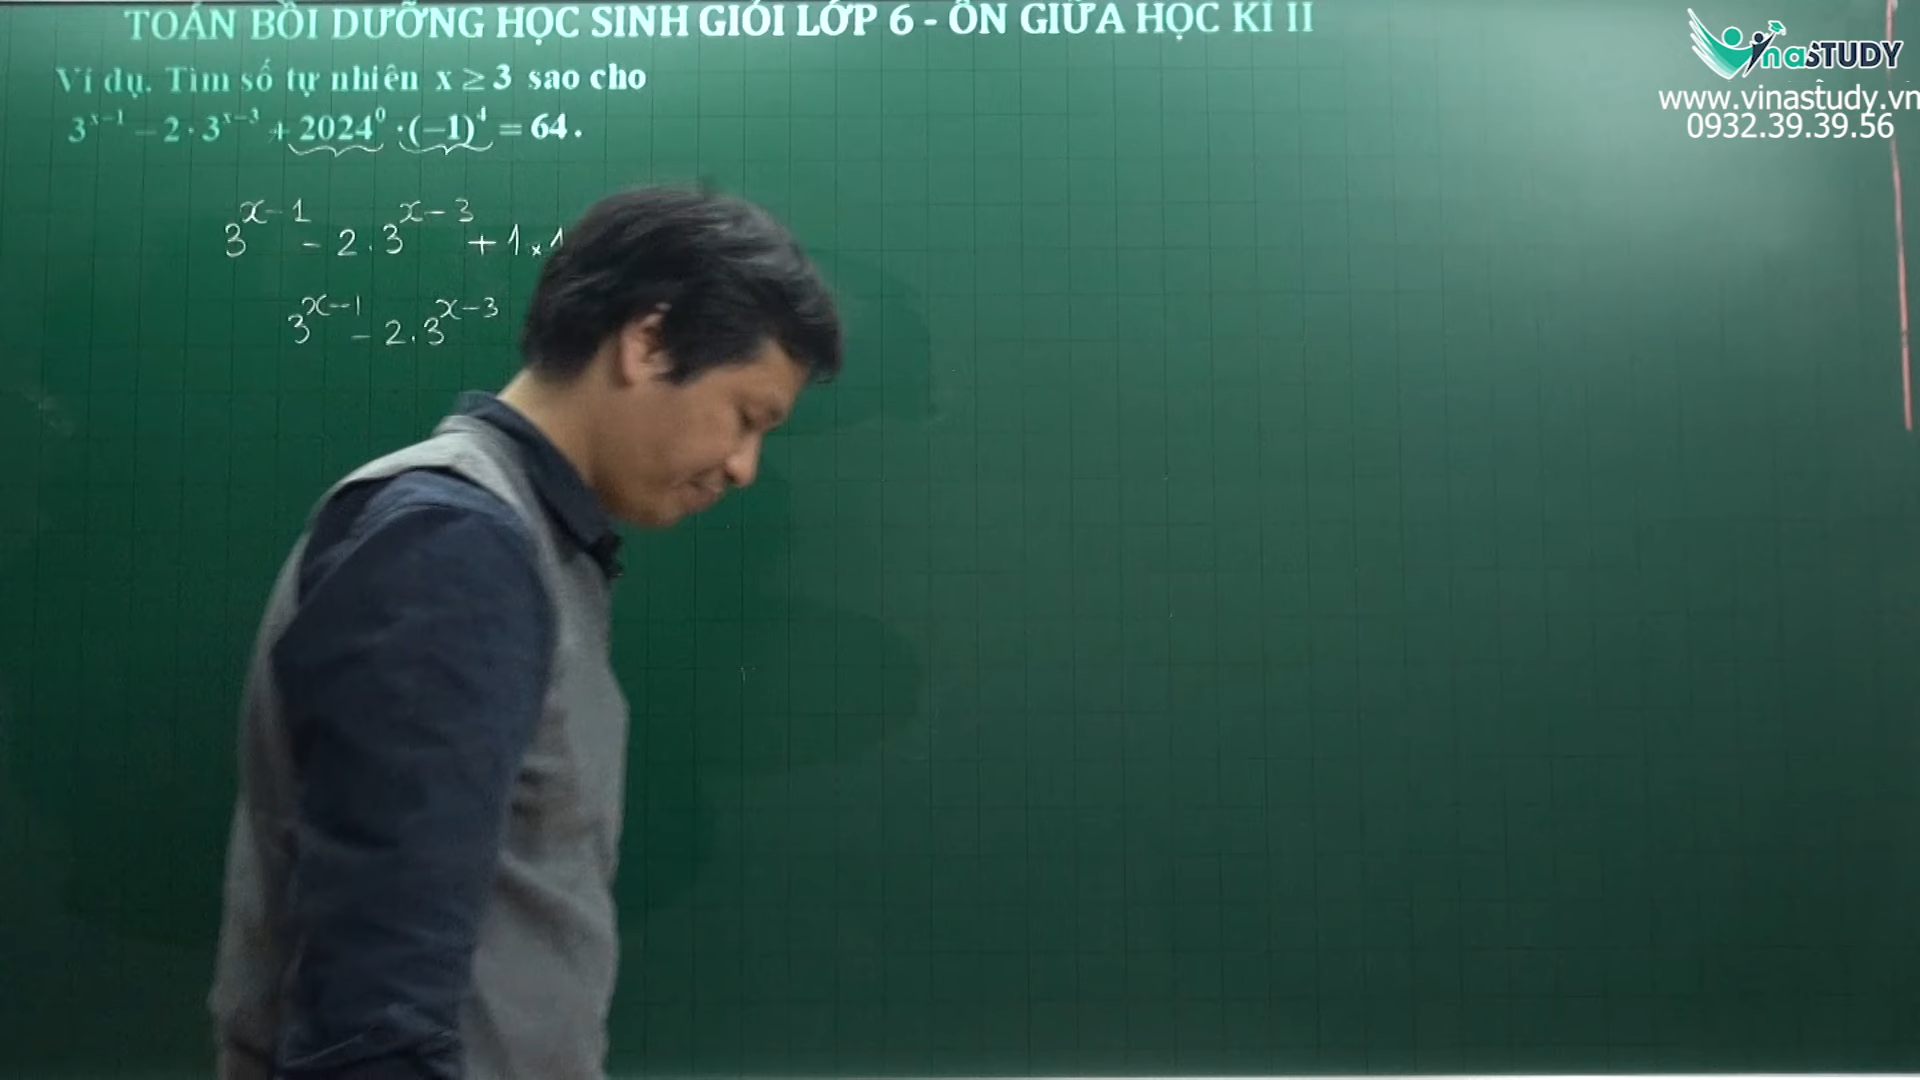 TOÁN BỒI DƯỠNG HỌC SINH GIỎI LỚP 6 - ÔN GIỮA HỌC KÌ II
VinaSTUDY
www.vinastudy.vn
0932.39.39.56
Ví dụ. Tìm số tự nhiên x ≥ 3 sao cho
3^{x-1} - 2 · 3^{x-3} + 2024^0 · (-1)^4 = 64.
3^{x-1} - 2 . 3^{x-3} + 1 × 1
3^{x-1} - 2 . 3^{x-3}